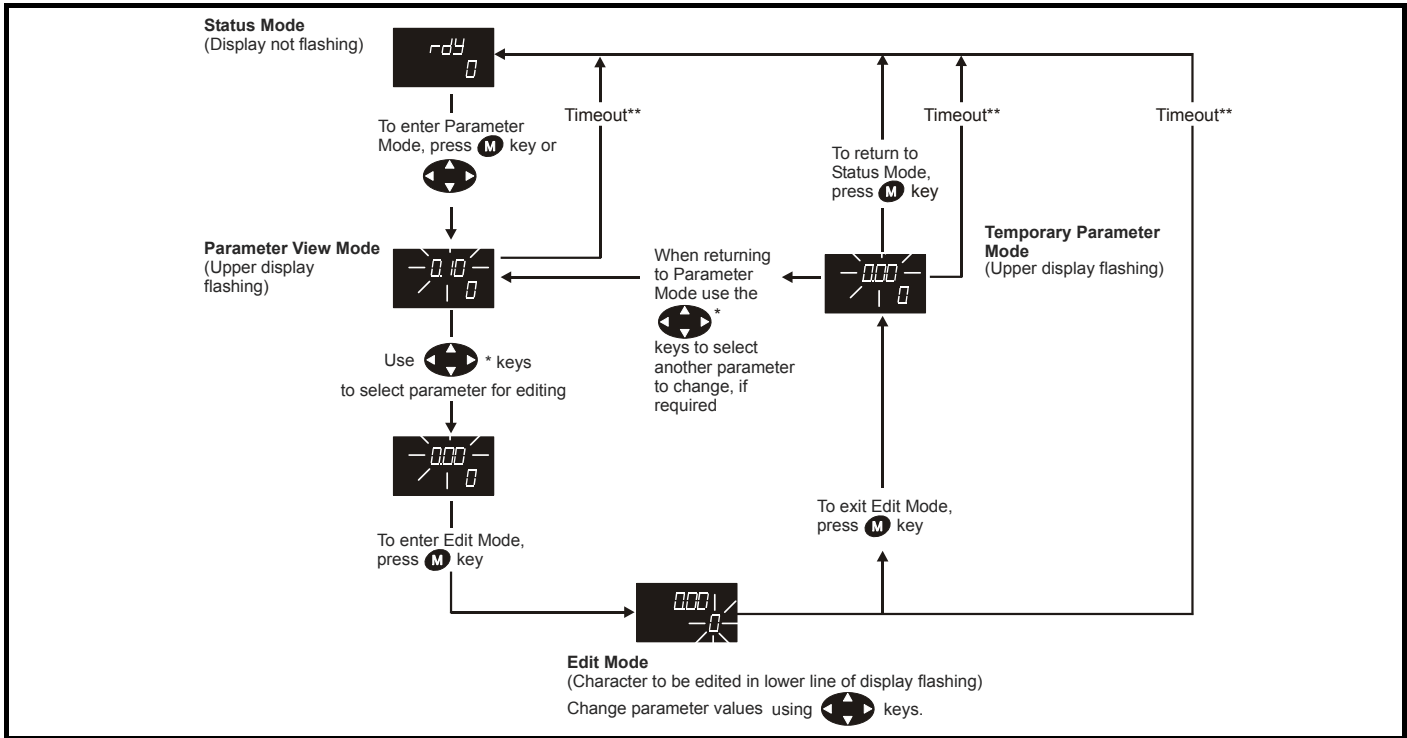 Status Mode
(Display not flashing)
rdY
0
To enter Parameter
Mode, press M key or
Timeout**
Parameter View Mode
(Upper display
flashing)
0.10
0
Use * keys
to select parameter for editing
0.00
0
To enter Edit Mode,
press M key
When returning
to Parameter
Mode use the
*
keys to select
another parameter
to change, if
required
To return to
Status Mode,
press M key
Timeout**
Timeout**
Temporary Parameter
Mode
(Upper display flashing)
0.00
0
To exit Edit Mode,
press M key
0.00
0
Edit Mode
(Character to be edited in lower line of display flashing)
Change parameter values using keys.